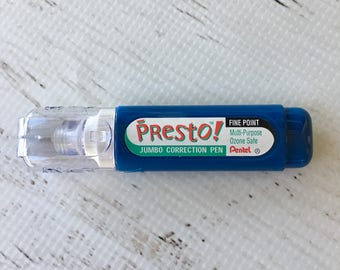 PRESTO!
JUMBO CORRECTION PEN
FINE POINT
Multi-Purpose
Ozone Safe
Pentel ®